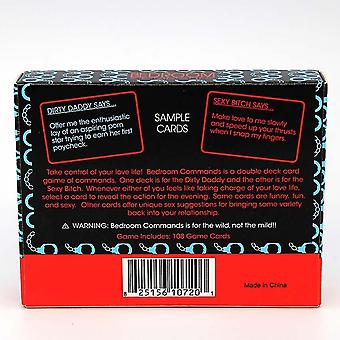 BEDROOM
DIRTY DADDY SAYS...
Offer me the enthusiastic
lay of an aspiring porn
star trying to earn her first
paycheck.
SAMPLE
CARDS
SEXY BITCH SAYS...
Make love to me slowly
and speed up your thrusts
when I snap my fingers.
Take control of your love life! Bedroom Commands is a double deck card
game of commands. One deck is for the Dirty Daddy and the other is for the
Sexy Bitch. Whenever either of you feels like taking charge of your love life,
select a card to reveal the action for the evening. Some cards are funny, fun,
and sexy. Other cards offer unique sex suggestions for bringing some variety
back into your relationship.
⚠ WARNING: Bedroom Commands is for the wild, not the mild!!
Game Includes: 108 Game Cards
8 25156 10720 1
Made in China